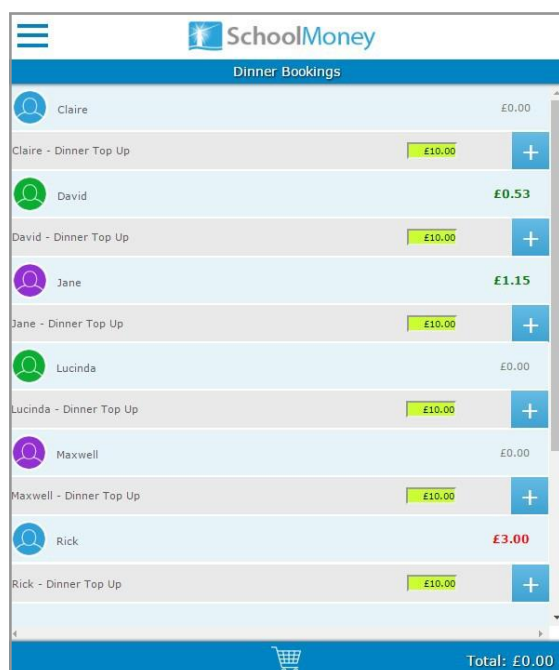 SchoolMoney
Dinner Bookings
Claire £0.00
Claire - Dinner Top Up £10.00 +
David £0.53
David - Dinner Top Up £10.00 +
Jane £1.15
Jane - Dinner Top Up £10.00 +
Lucinda £0.00
Lucinda - Dinner Top Up £10.00 +
Maxwell £0.00
Maxwell - Dinner Top Up £10.00 +
Rick £3.00
Rick - Dinner Top Up £10.00 +
Total: £0.00